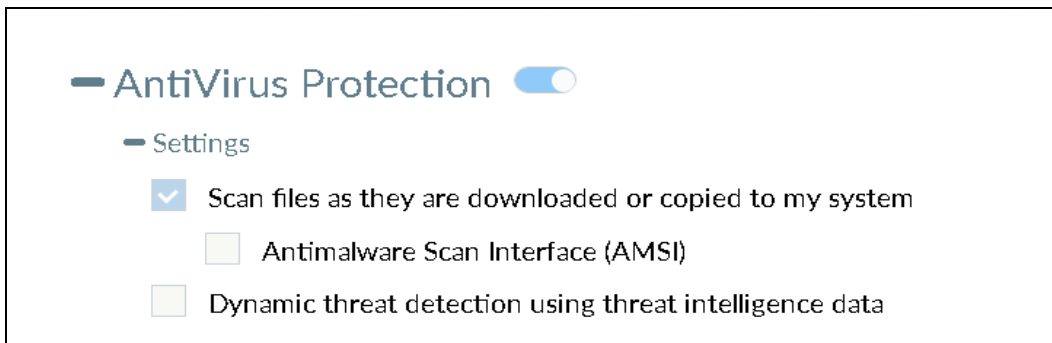 AntiVirus Protection
Settings
Scan files as they are downloaded or copied to my system
Antimalware Scan Interface (AMSI)
Dynamic threat detection using threat intelligence data